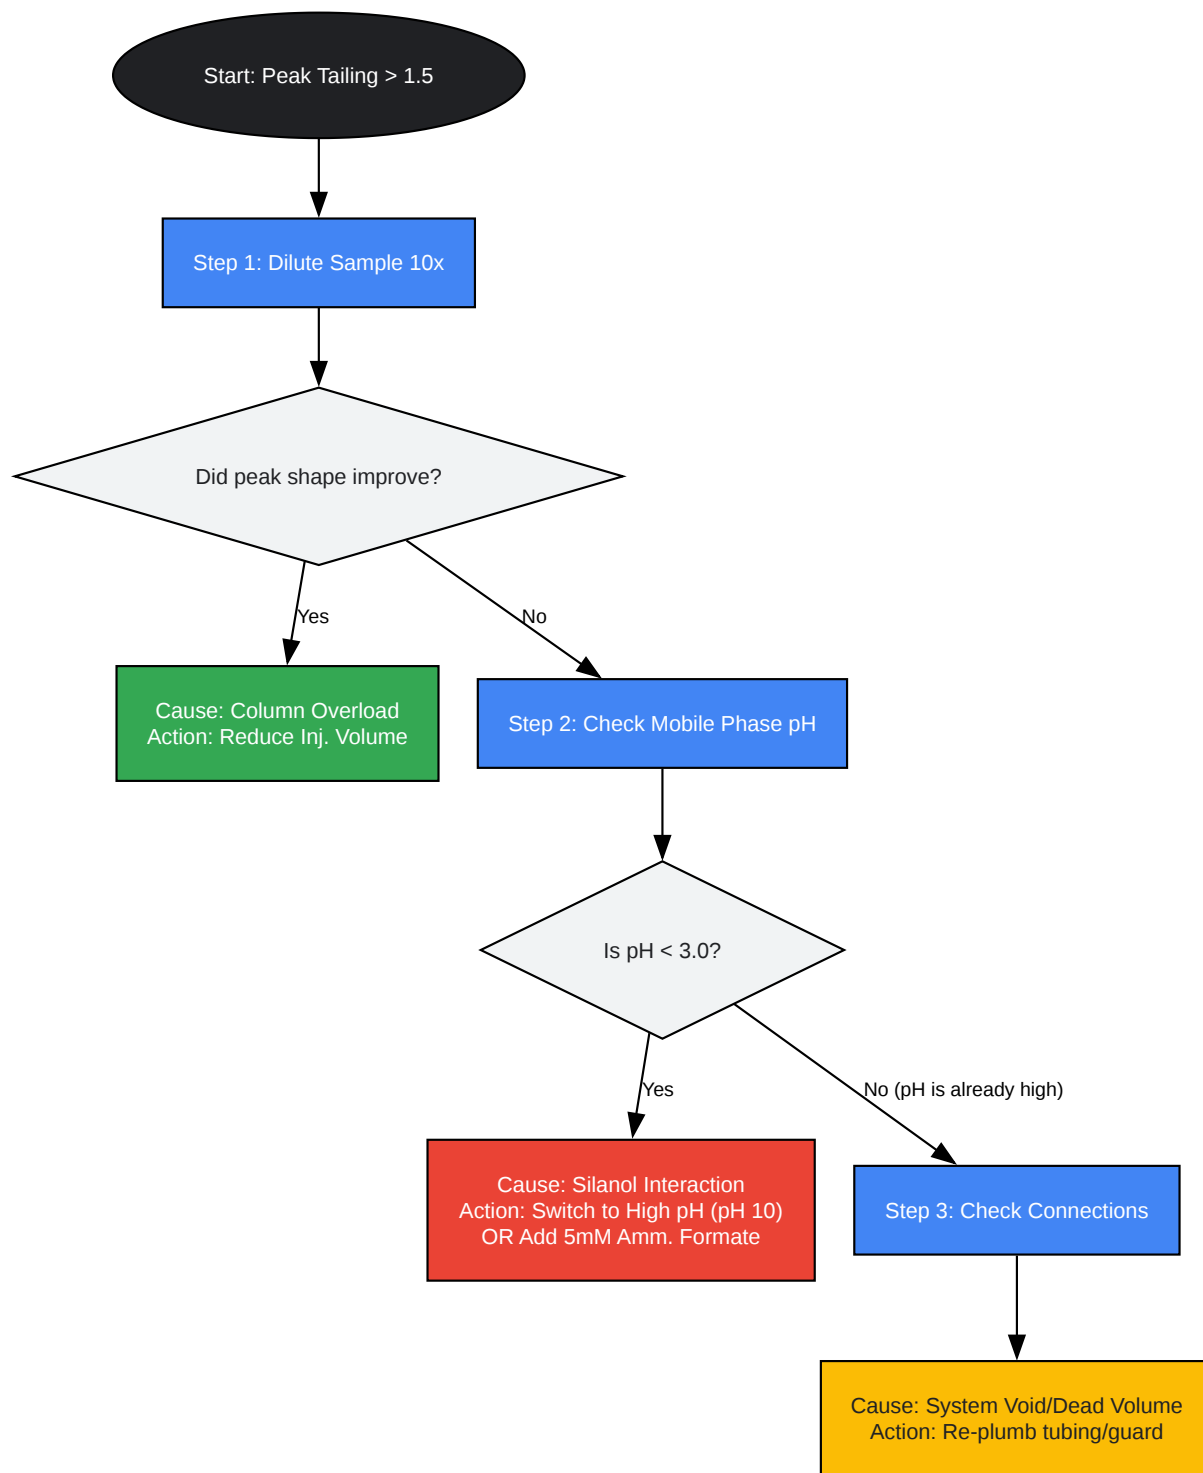 Start: Peak Tailing > 1.5
Step 1: Dilute Sample 10x
Did peak shape improve?
Yes
No
Cause: Column Overload
Action: Reduce Inj. Volume
Step 2: Check Mobile Phase pH
Is pH < 3.0?
Yes
No (pH is already high)
Cause: Silanol Interaction
Action: Switch to High pH (pH 10)
OR Add 5mM Amm. Formate
Step 3: Check Connections
Cause: System Void/Dead Volume
Action: Re-plumb tubing/guard